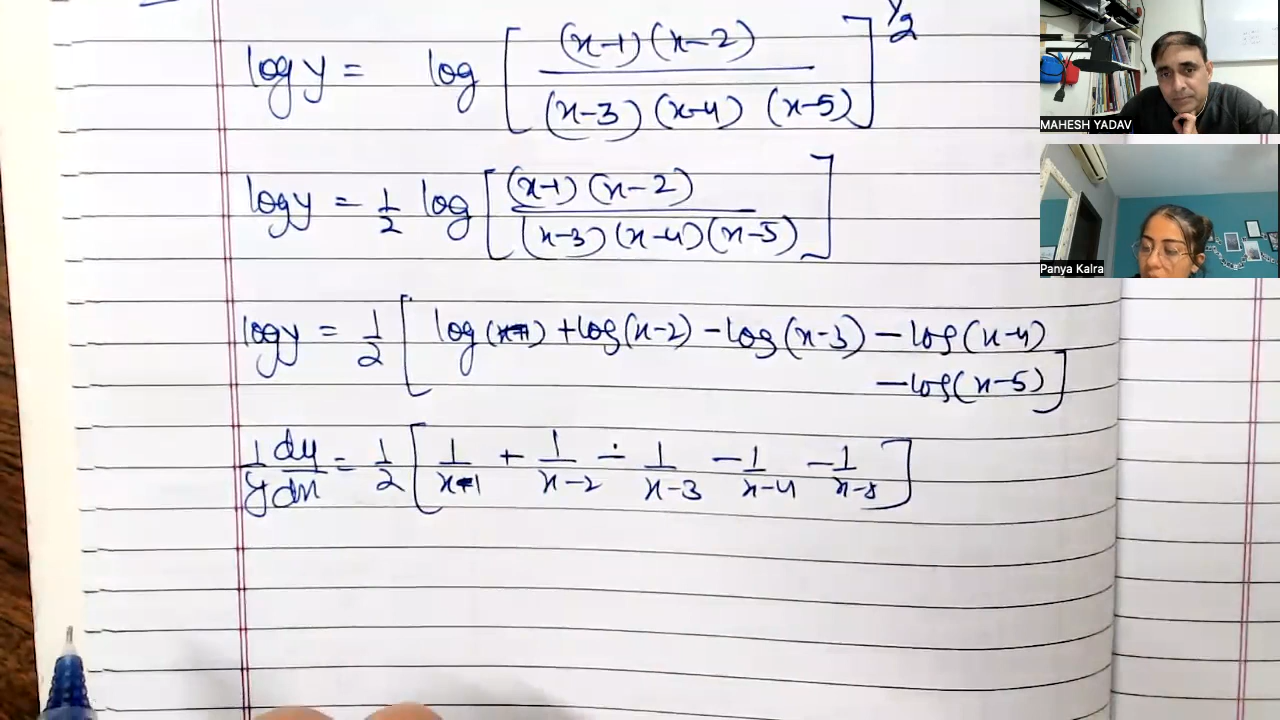 log y = log [ (x-1)(x-2) / (x-3)(x-4)(x-5) ]^1/2
MAHESH YADAV
log y = 1/2 log [ (x-1)(x-2) / (x-3)(x-4)(x-5) ]
Panya Kalra
log y = 1/2 [ log(x-1) + log(x-2) - log(x-3) - log(x-4)
- log(x-5) ]
1/y dy/dx = 1/2 [ 1/x-1 + 1/x-2 - 1/x-3 - 1/x-4 - 1/x-5 ]